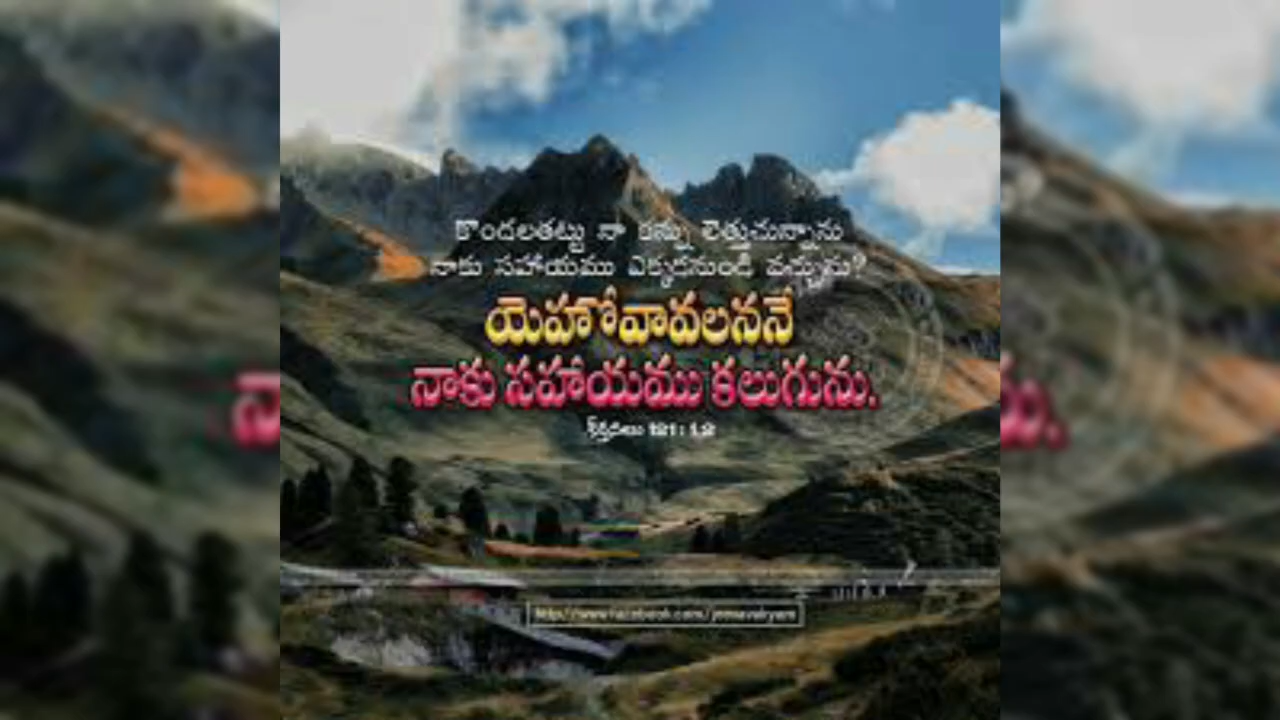 కొండలతట్టు నా కన్ను లెత్తుచున్నాను
నాకు సహాయము ఎక్కడనుండి వచ్చును?
యెహోవావలననే
నాకు సహాయము కలుగును.
కీర్తనలు 121 : 1,2